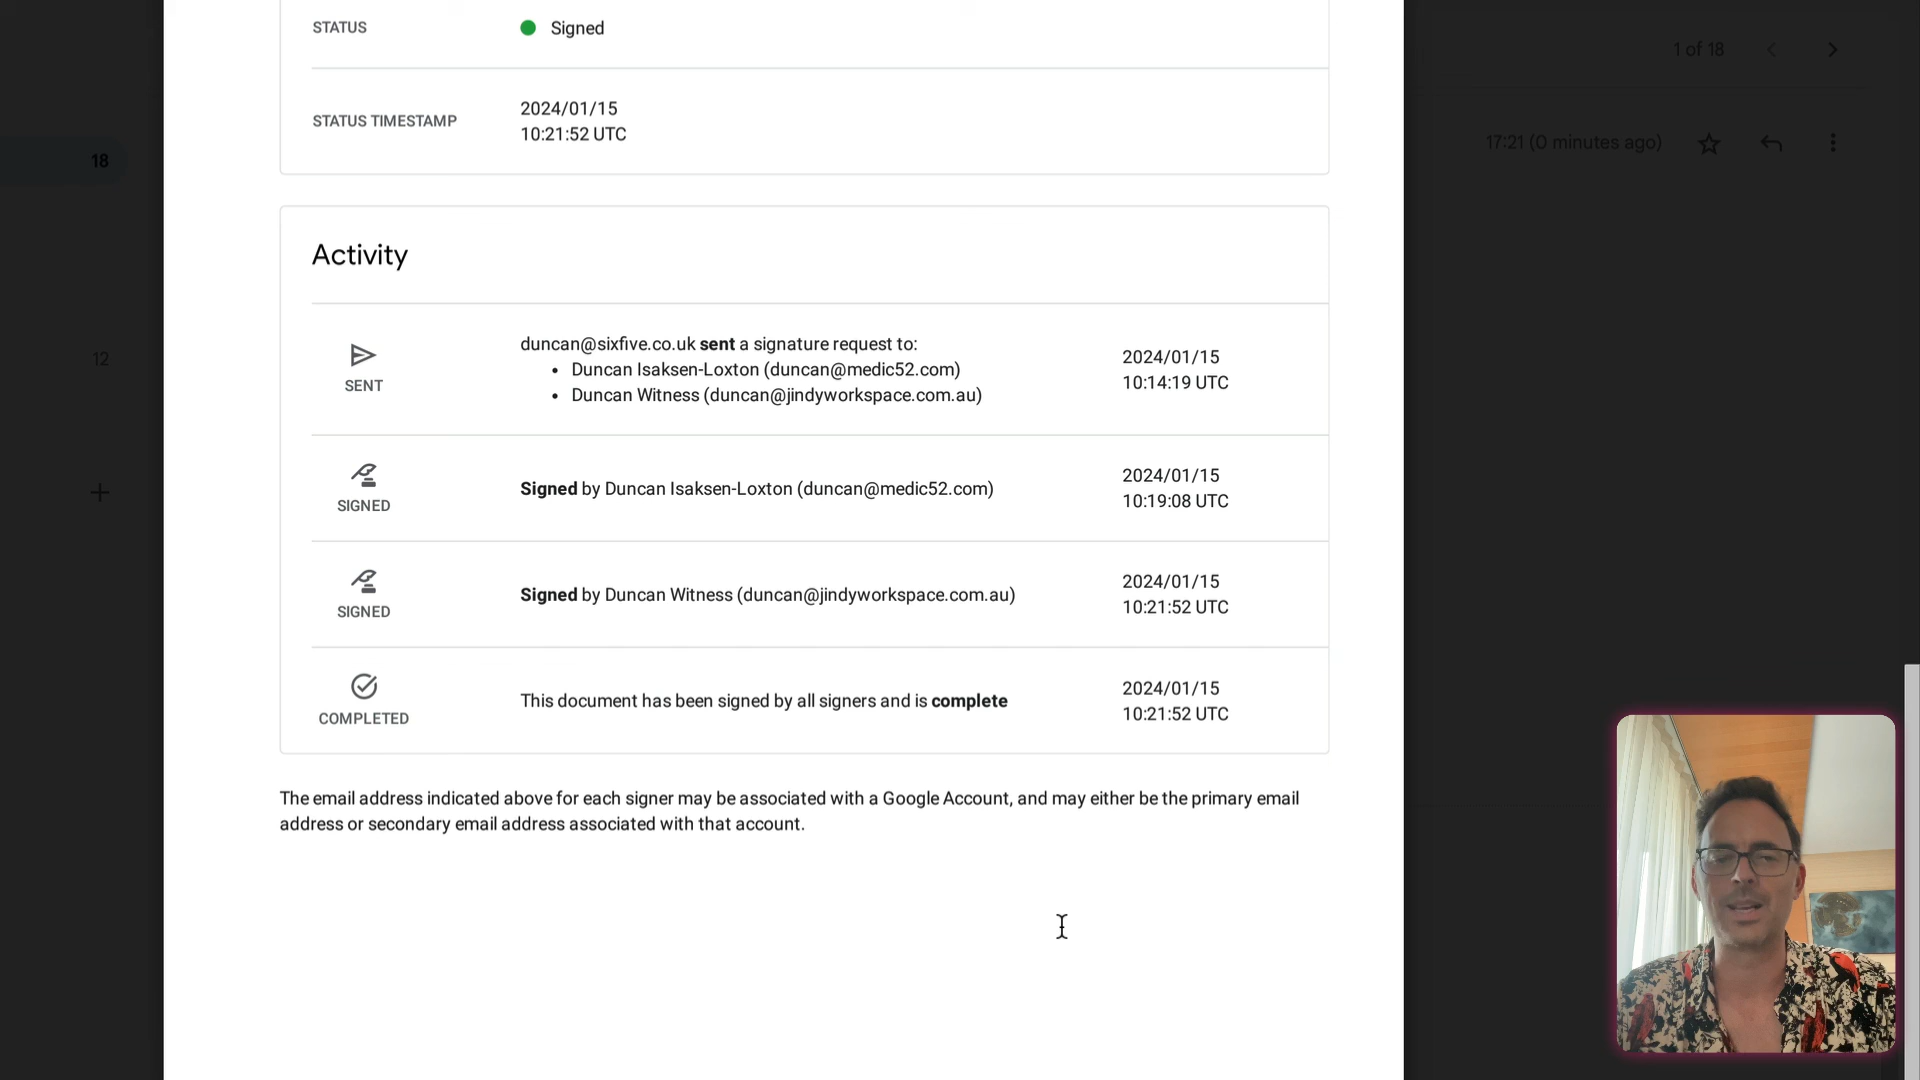 STATUS
Signed
1 of 18
STATUS TIMESTAMP
2024/01/15
10:21:52 UTC
17:21 (0 minutes ago)
18
Activity
12
SENT
duncan@sixfive.co.uk sent a signature request to:
• Duncan Isaksen-Loxton (duncan@medic52.com)
• Duncan Witness (duncan@jindyworkspace.com.au)
2024/01/15
10:14:19 UTC
SIGNED
Signed by Duncan Isaksen-Loxton (duncan@medic52.com)
2024/01/15
10:19:08 UTC
SIGNED
Signed by Duncan Witness (duncan@jindyworkspace.com.au)
2024/01/15
10:21:52 UTC
COMPLETED
This document has been signed by all signers and is complete
2024/01/15
10:21:52 UTC
The email address indicated above for each signer may be associated with a Google Account, and may either be the primary email
address or secondary email address associated with that account.